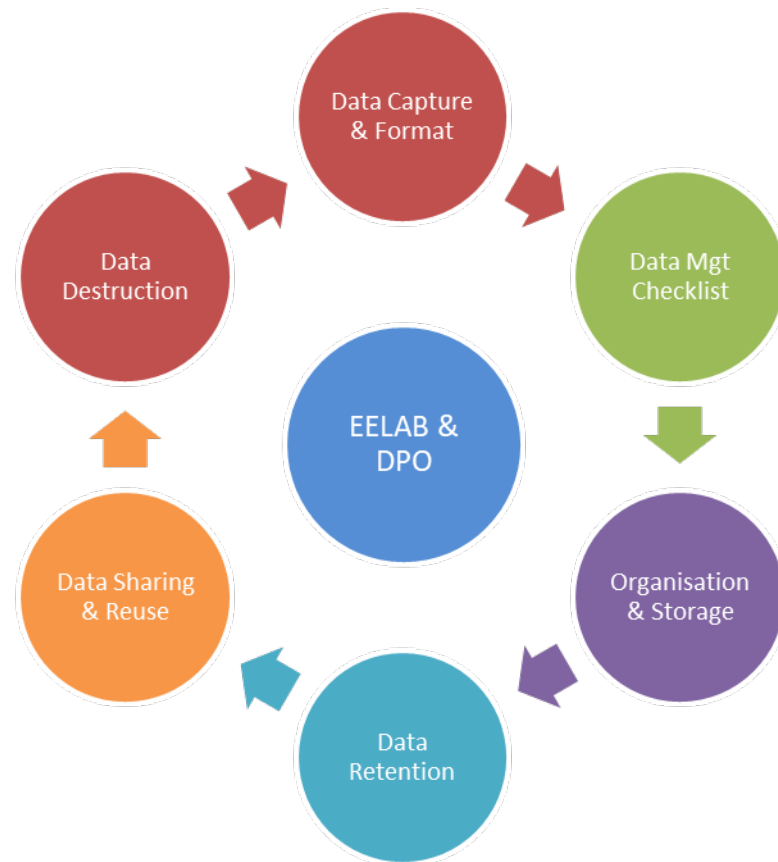 Data Capture
& Format
Data Mgt
Checklist
Organisation
& Storage
Data
Retention
Data Sharing
& Reuse
Data
Destruction
EELAB &
DPO